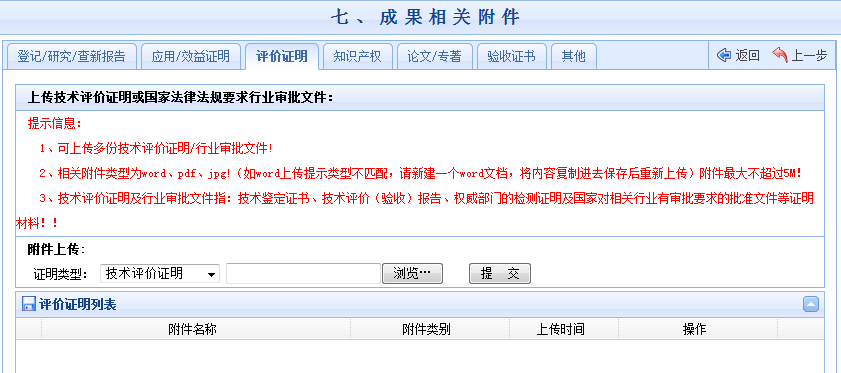 七、成果相关附件
登记/研究/查新报告 应用/效益证明 评价证明 知识产权 论文/专著 验收证书 其他 返回 上一步
上传技术评价证明或国家法律法规要求行业审批文件：
提示信息：
1、可上传多份技术评价证明/行业审批文件!
2、相关附件类型为word、pdf、jpg!（如word上传提示类型不匹配，请新建一个word文档，将内容复制进去保存后重新上传）附件最大不超过5M!
3、技术评价证明及行业审批文件指：技术鉴定证书、技术评价（验收）报告、权威部门的检测证明及国家对相关行业有审批要求的批准文件等证明
材料！！
附件上传：
证明类型： 技术评价证明 浏览… 提 交
评价证明列表
附件名称 附件类别 上传时间 操作